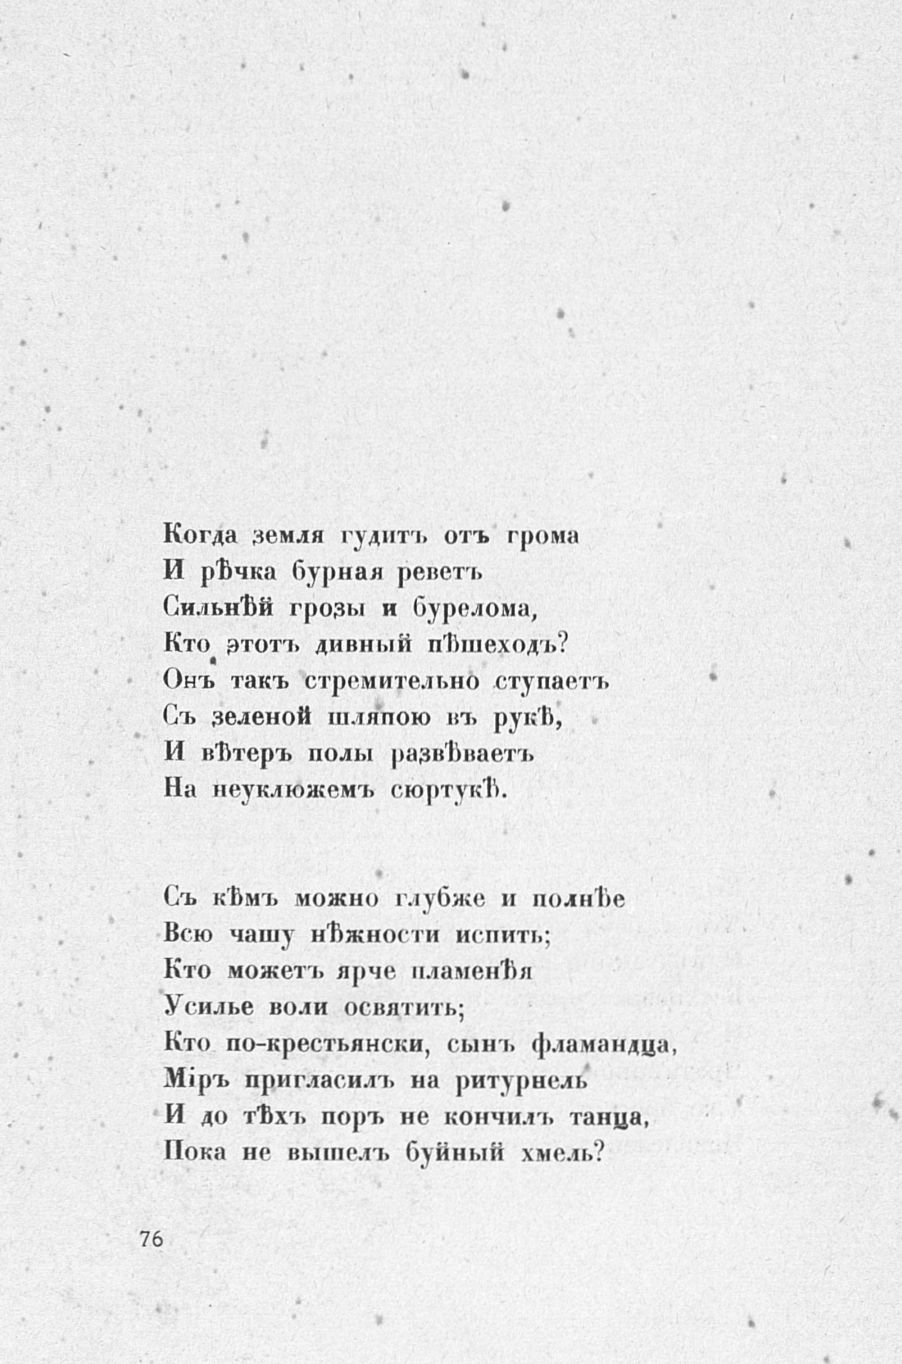 Когда земля гудитъ отъ грома
И рѣчка бурная реветъ
Сильнѣй грозы и бурелома,
Кто этотъ дивный пѣшеходъ?
Онъ такъ стремительно ступаетъ
Съ зеленой шляпою въ рукѣ,
И вѣтеръ полы развѣваетъ
На неуклюжемъ сюртукѣ.
Съ кѣмъ можно глубже и полнѣе
Всю чашу нѣжности испить;
Кто можетъ ярче пламенѣя
Усилье воли освятить;
Кто по-крестьянски, сынъ фламандца,
Міръ пригласилъ на ритурнель
И до тѣхъ поръ не кончилъ танца,
Пока не вышелъ буйный хмель?
76